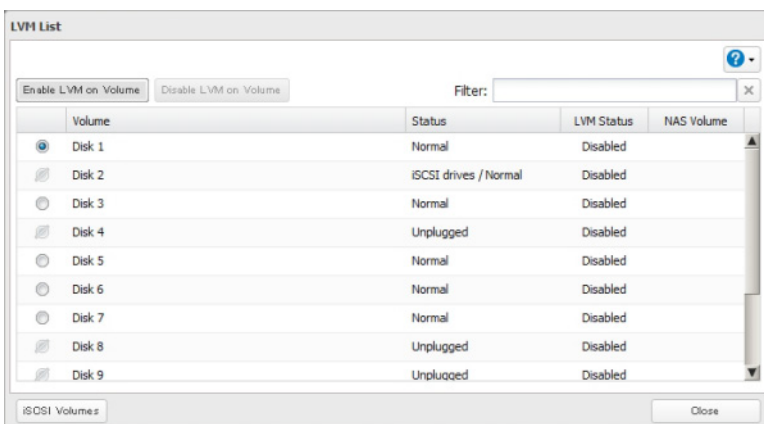 LVM List
?
Enable LVM on Volume Disable LVM on Volume Filter:
Volume Status LVM Status NAS Volume
Disk 1 Normal Disabled
Disk 2 iSCSI drives / Normal Disabled
Disk 3 Normal Disabled
Disk 4 Unplugged Disabled
Disk 5 Normal Disabled
Disk 6 Normal Disabled
Disk 7 Normal Disabled
Disk 8 Unplugged Disabled
Disk 9 Unplugged Disabled
iSCSI Volumes Close